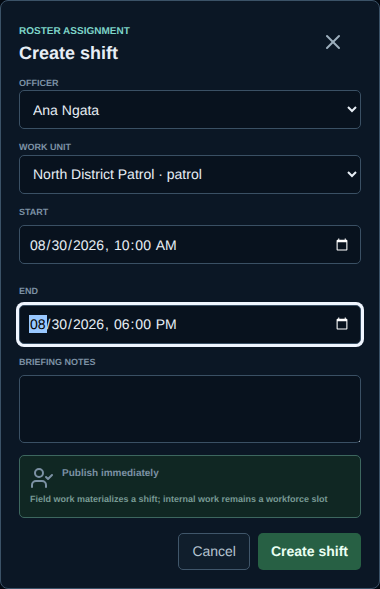 ROSTER ASSIGNMENT
Create shift
OFFICER
Ana Ngata
WORK UNIT
North District Patrol · patrol
START
08/30/2026, 10:00 AM
END
08/30/2026, 06:00 PM
BRIEFING NOTES
Publish immediately
Field work materializes a shift; internal work remains a workforce slot
Cancel
Create shift